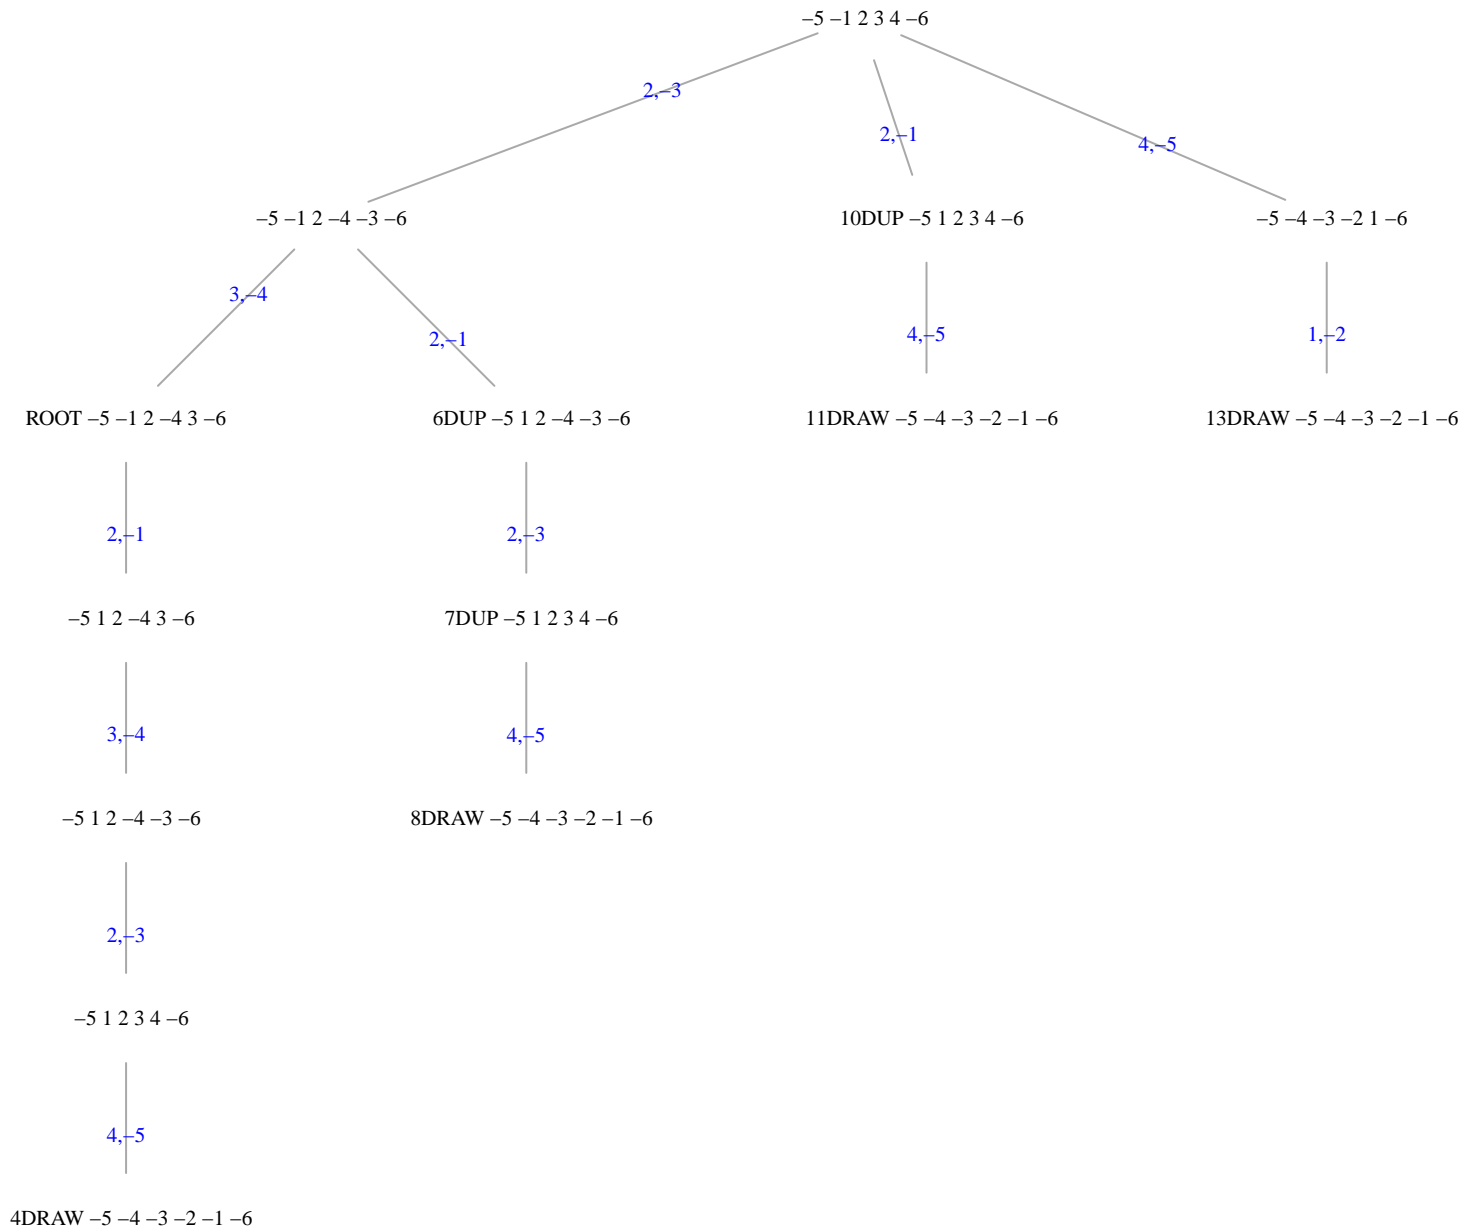 –5 –1 2 3 4 –6
2,–3
2,–1
4,–5
–5 –1 2 –4 –3 –6
10DUP –5 1 2 3 4 –6
–5 –4 –3 –2 1 –6
3,–4
2,–1
4,–5
1,–2
ROOT –5 –1 2 –4 3 –6
6DUP –5 1 2 –4 –3 –6
11DRAW –5 –4 –3 –2 –1 –6
13DRAW –5 –4 –3 –2 –1 –6
2,–1
2,–3
–5 1 2 –4 3 –6
7DUP –5 1 2 3 4 –6
3,–4
4,–5
–5 1 2 –4 –3 –6
8DRAW –5 –4 –3 –2 –1 –6
2,–3
–5 1 2 3 4 –6
4,–5
4DRAW –5 –4 –3 –2 –1 –6